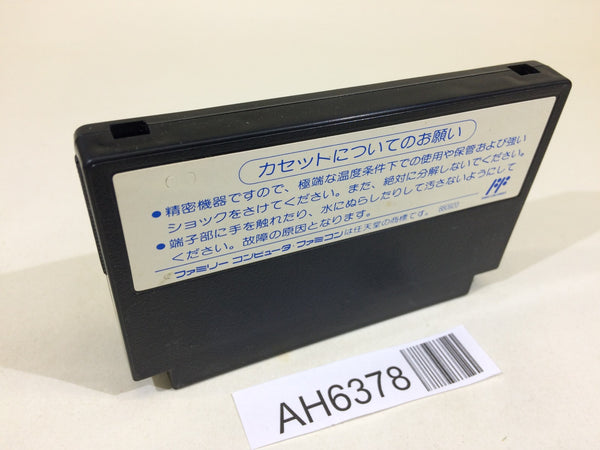 カセットについてのお願い
●精密機器ですので、極端な温度条件下での使用や保管および強い
ショックをさけてください。また、絶対に分解しないでください。
●端子部に手を触れたり、水にぬらしたりして汚さないようにして
ください。故障の原因となります。
ファミリーコンピュータ・ファミコンは任天堂の商標です。
AH6378